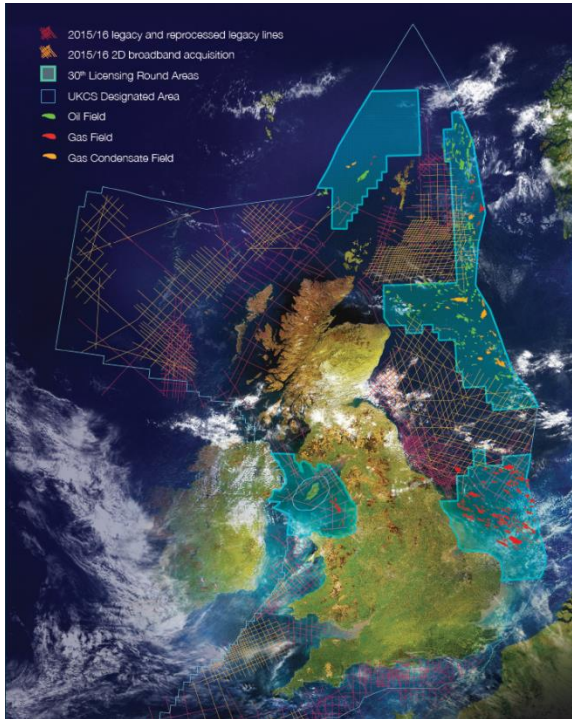 2015/16 legacy and reprocessed legacy lines
2015/16 2D broadband acquisition
30th Licensing Round Areas
UKCS Designated Area
Oil Field
Gas Field
Gas Condensate Field